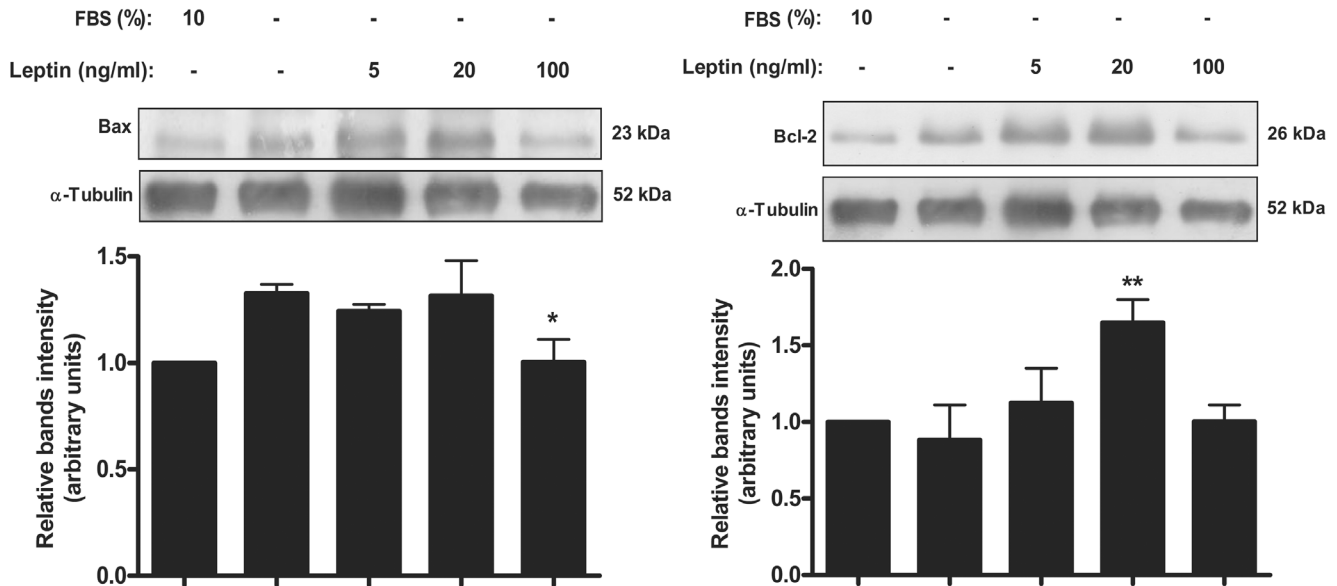 FBS (%): 10 - - - -
Leptin (ng/ml): - - 5 20 100
Bax 23 kDa
α-Tubulin 52 kDa
Relative bands intensity
(arbitrary units)
1.5
1.0
0.5
0.0
*
FBS (%): 10 - - - -
Leptin (ng/ml): - - 5 20 100
Bcl-2 26 kDa
α-Tubulin 52 kDa
Relative bands intensity
(arbitrary units)
2.0
1.5
1.0
0.5
0.0
**